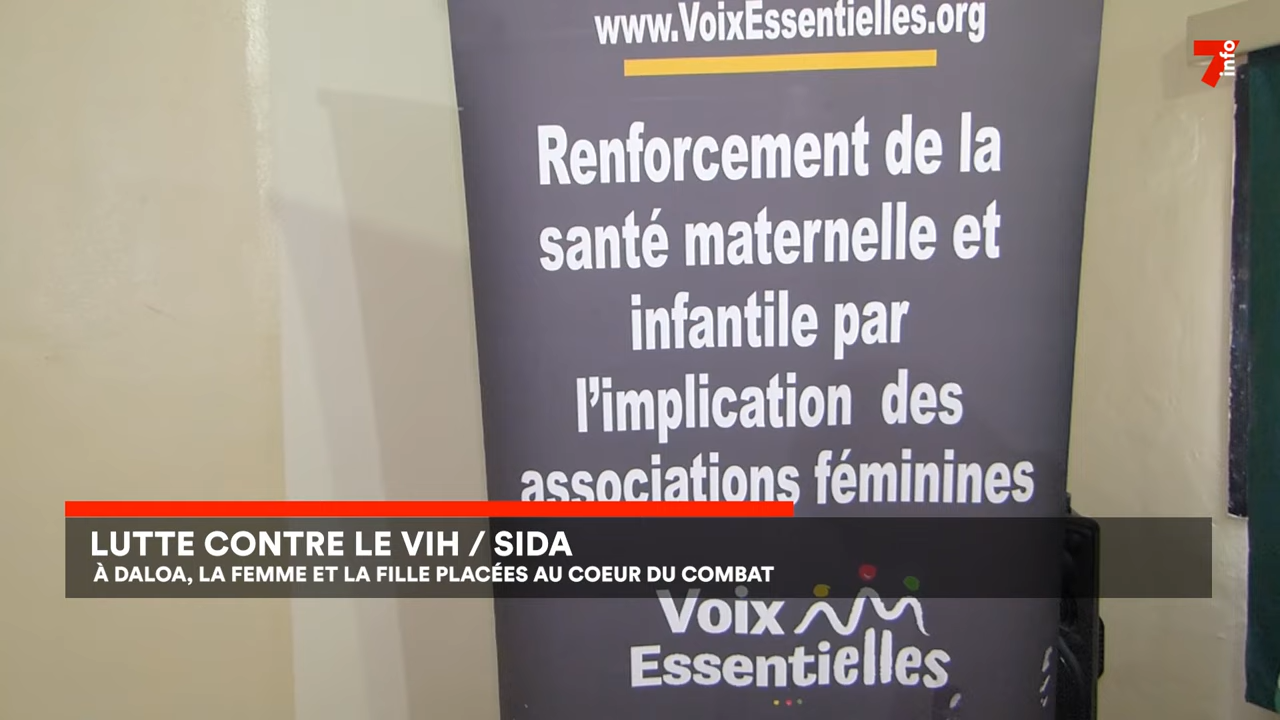 www.VoixEssentielles.org
7info
Renforcement de la
santé maternelle et
infantile par
l’implication des
associations féminines
LUTTE CONTRE LE VIH / SIDA
À DALOA, LA FEMME ET LA FILLE PLACÉES AU COEUR DU COMBAT
Voix
Essentielles